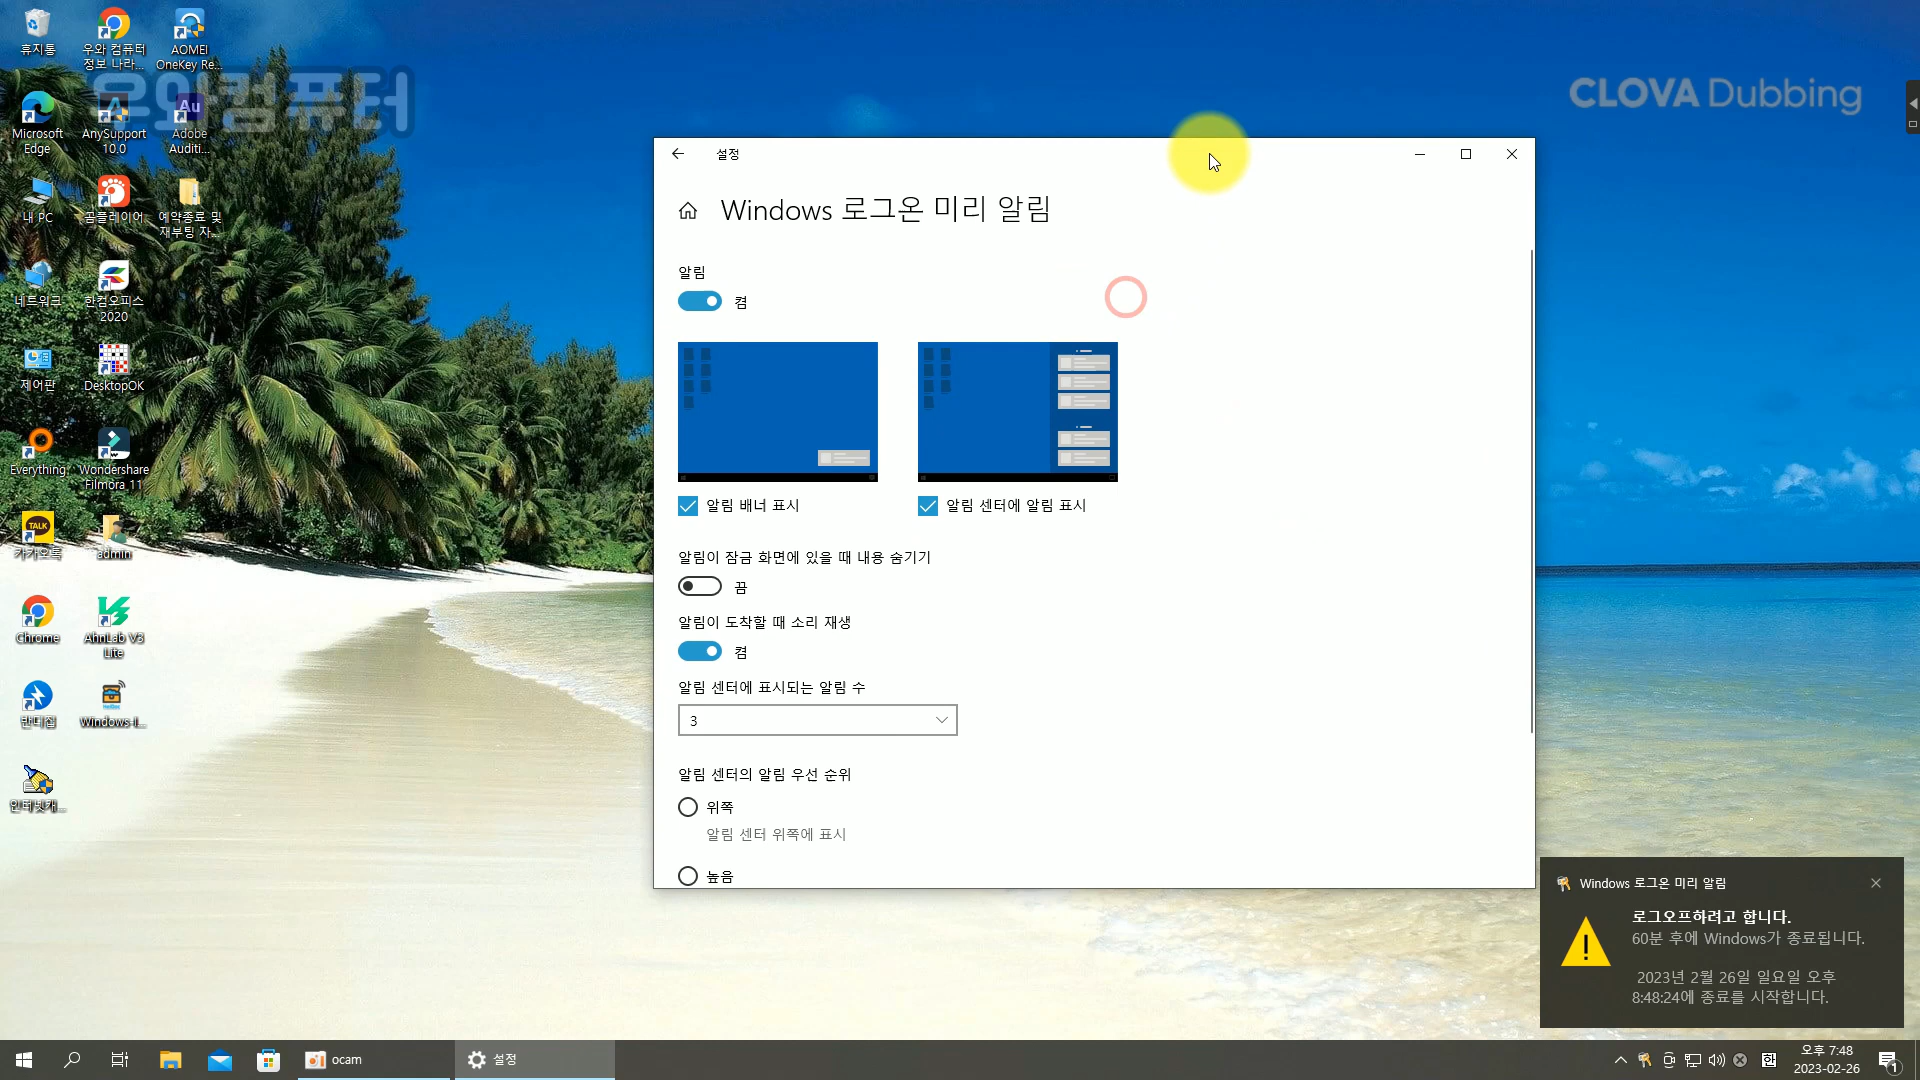 휴지통
우와 컴퓨터
정보 나라...
AOMEI
OneKey Re...
우와컴퓨터
CLOVA Dubbing
Microsoft
Edge
AnySupport
10.0
Au
Adobe
Auditi...
내 PC
곰플레이어
예약종료 및
재부팅 자...
네트워크
한컴오피스
2020
제어판
DesktopOK
Everything
Wondershare
Filmora 11
TALK
카카오톡
admin
Chrome
AhnLab V3
Lite
반디집
Windows-I...
인터넷캐...
설정
Windows 로그온 미리 알림
알림
켬
알림 배너 표시
알림 센터에 알림 표시
알림이 잠금 화면에 있을 때 내용 숨기기
끔
알림이 도착할 때 소리 재생
켬
알림 센터에 표시되는 알림 수
3
알림 센터의 알림 우선 순위
위쪽
알림 센터 위쪽에 표시
높음
Windows 로그온 미리 알림
로그오프하려고 합니다.
60분 후에 Windows가 종료됩니다.
2023년 2월 26일 일요일 오후
8:48:24에 종료를 시작합니다.
ocam
설정
한
오후 7:48
2023-02-26
1